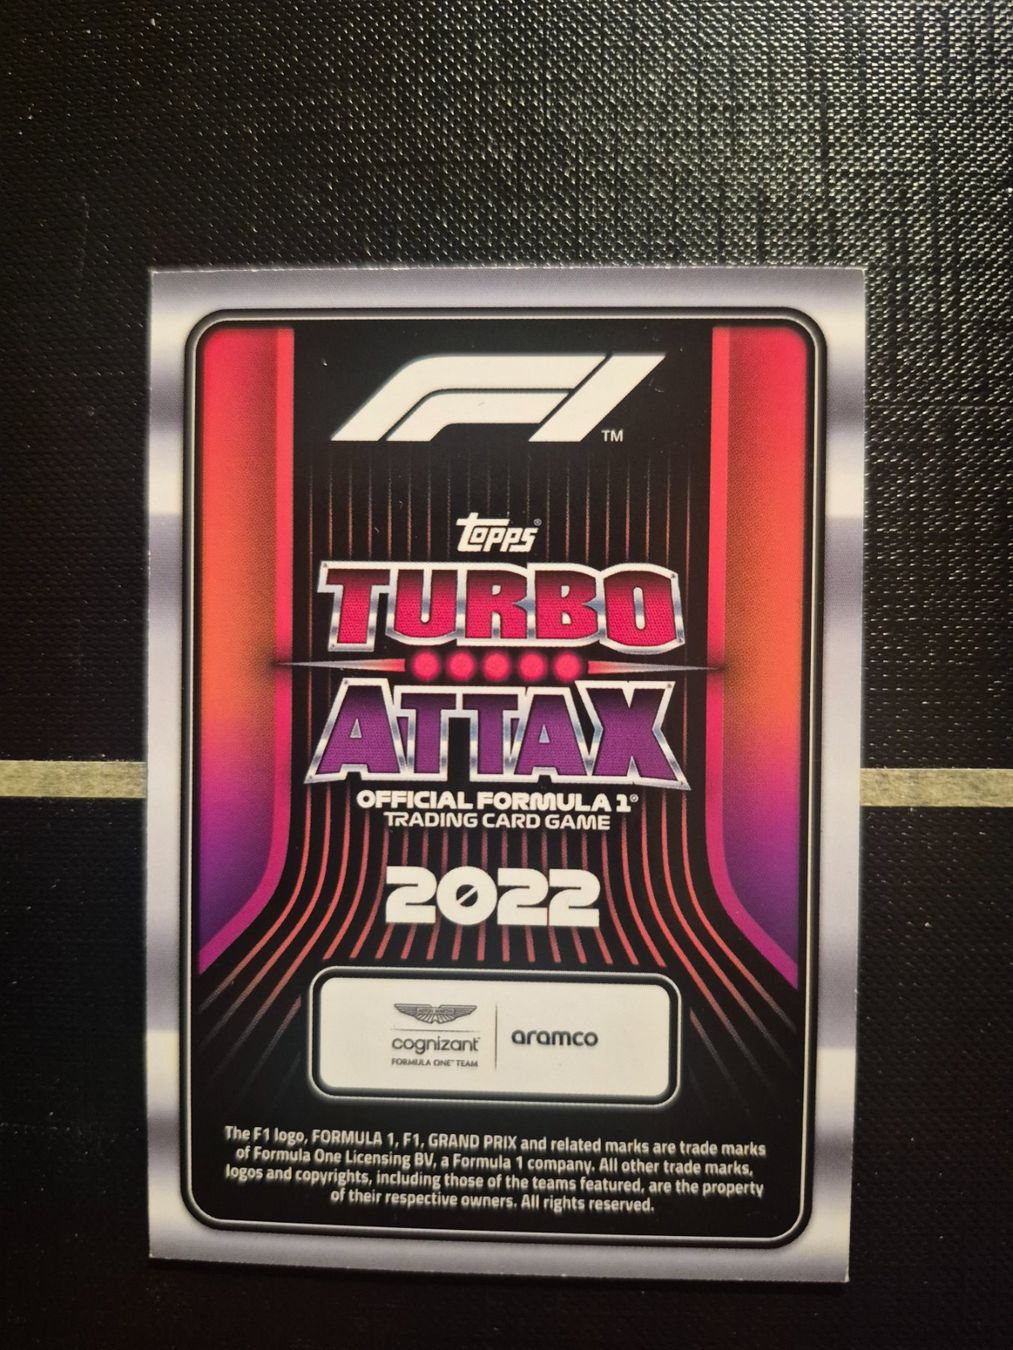 F1™
Topps®
TURBO
ATTAX
OFFICIAL FORMULA 1®
TRADING CARD GAME
2022
cognizant
FORMULA ONE™ TEAM
aramco
The F1 logo, FORMULA 1, F1, GRAND PRIX and related marks are trade marks
of Formula One Licensing BV, a Formula 1 company. All other trade marks,
logos and copyrights, including those of the teams featured, are the property
of their respective owners. All rights reserved.